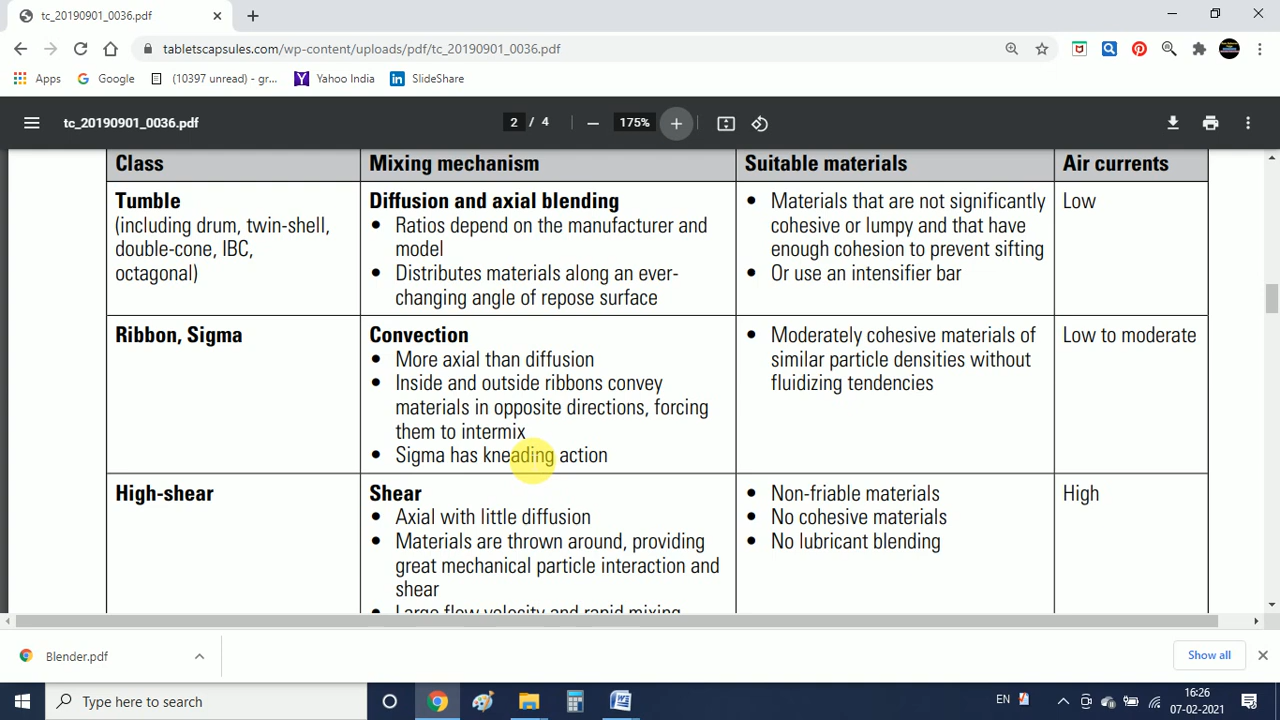 tc_20190901_0036.pdf
tabletscapsules.com/wp-content/uploads/pdf/tc_20190901_0036.pdf
Apps Google (10397 unread) - gr... Yahoo India SlideShare
tc_20190901_0036.pdf 2 / 4 175%
Class Mixing mechanism Suitable materials Air currents
Tumble
(including drum, twin-shell,
double-cone, IBC,
octagonal)
Diffusion and axial blending
• Ratios depend on the manufacturer and
model
• Distributes materials along an ever-
changing angle of repose surface
• Materials that are not significantly
cohesive or lumpy and that have
enough cohesion to prevent sifting
• Or use an intensifier bar
Low
Ribbon, Sigma
Convection
• More axial than diffusion
• Inside and outside ribbons convey
materials in opposite directions, forcing
them to intermix
• Sigma has kneading action
• Moderately cohesive materials of
similar particle densities without
fluidizing tendencies
Low to moderate
High-shear
Shear
• Axial with little diffusion
• Materials are thrown around, providing
great mechanical particle interaction and
shear
• Large flow velocity and rapid mixing
• Non-friable materials
• No cohesive materials
• No lubricant blending
High
Blender.pdf
Show all
Type here to search
EN
16:26
07-02-2021